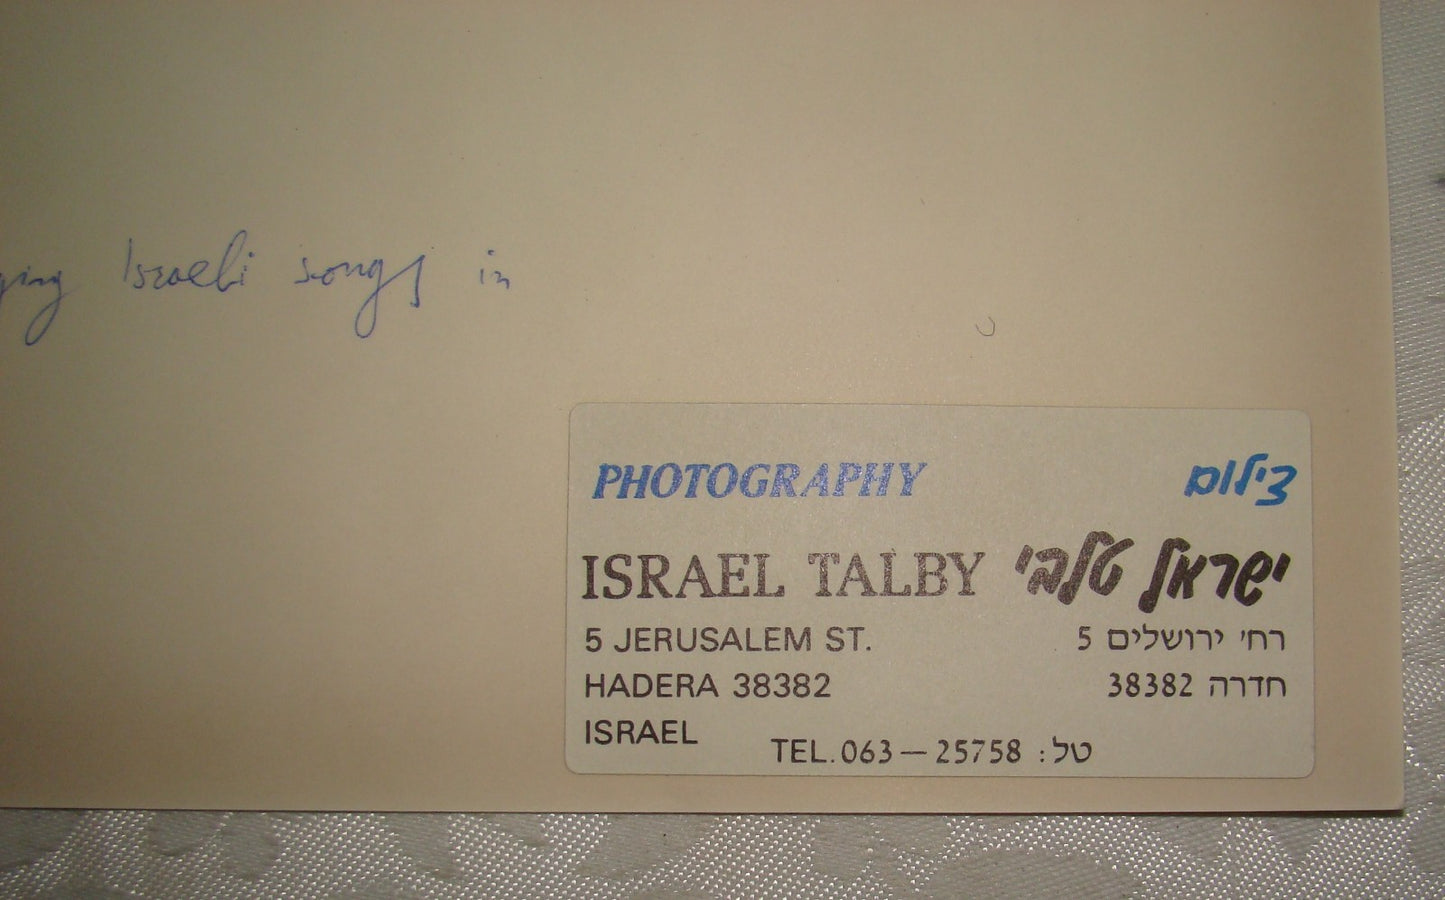 Israeli songs in
PHOTOGRAPHY צילום
ISRAEL TALBY ישראל טלבי
5 JERUSALEM ST. רח' ירושלים 5
HADERA 38382 חדרה 38382
ISRAEL
TEL. 063 — 25758 טל: